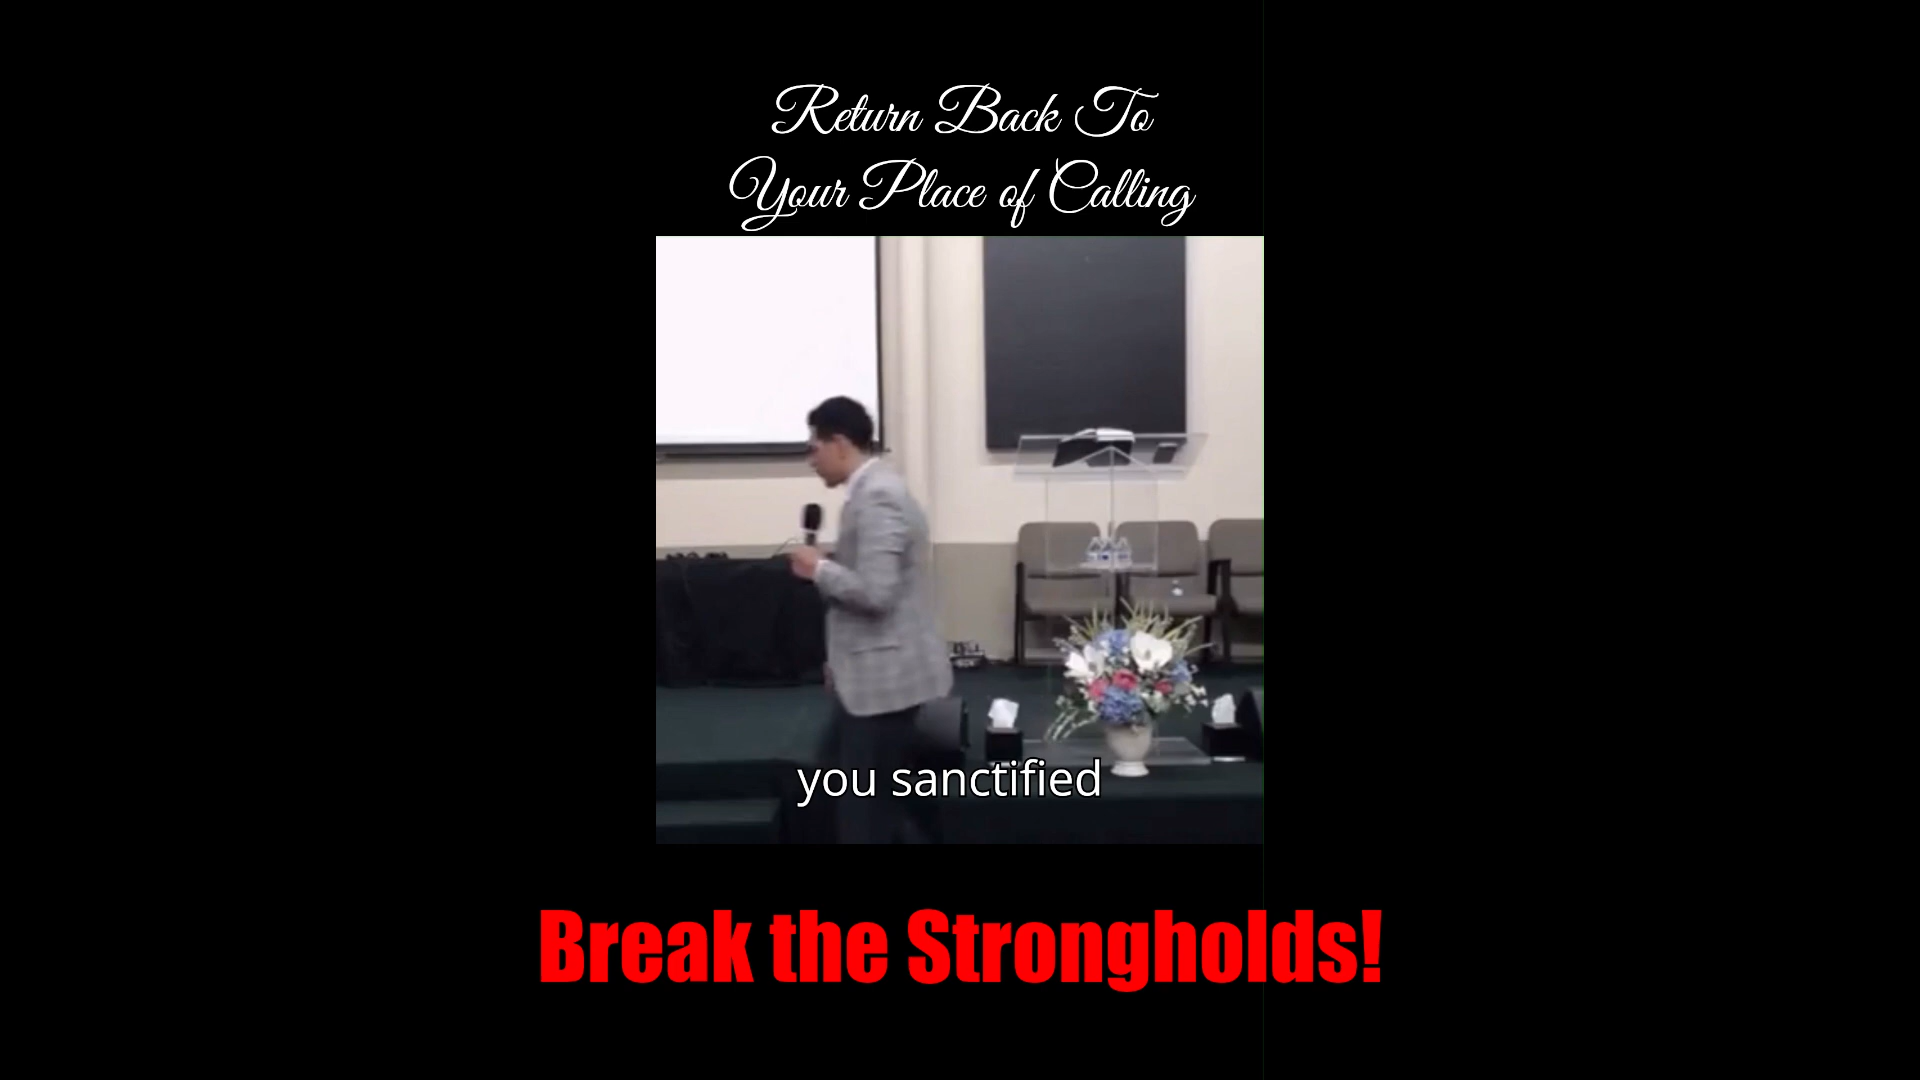 Return Back To
Your Place of Calling
you sanctified
Break the Strongholds!